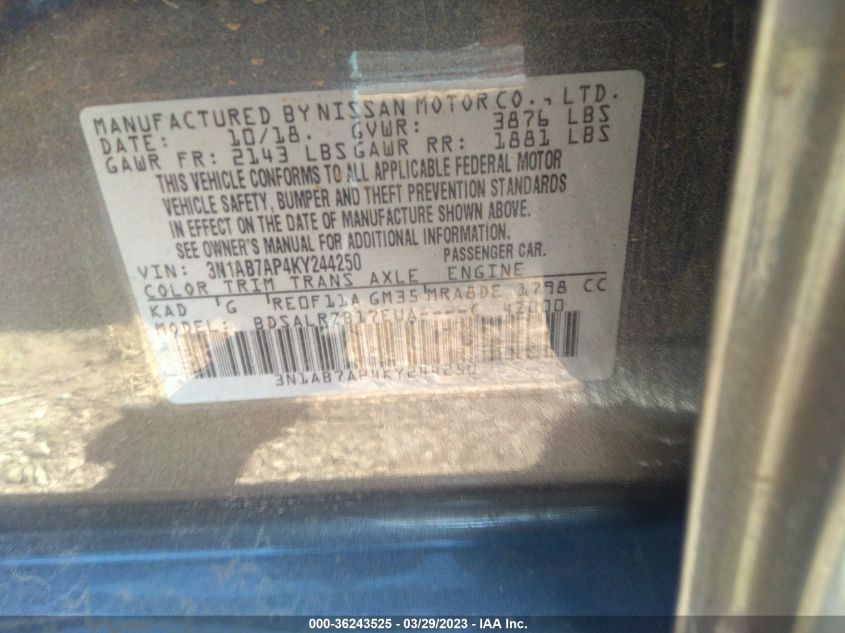 MANUFACTURED BY NISSAN MOTOR CO., LTD.
DATE: 10/18. GVWR: 3876 LBS
GAWR FR: 2143 LBS GAWR RR: 1881 LBS
THIS VEHICLE CONFORMS TO ALL APPLICABLE FEDERAL MOTOR
VEHICLE SAFETY, BUMPER AND THEFT PREVENTION STANDARDS
IN EFFECT ON THE DATE OF MANUFACTURE SHOWN ABOVE.
SEE OWNER'S MANUAL FOR ADDITIONAL INFORMATION.
VIN: 3N1AB7AP4KY244250 PASSENGER CAR.
COLOR TRIM TRANS AXLE ENGINE
KAD G RE0F11A GM35 MRA8DE 1798 CC
MODEL: BDSALRZB17EUA----C 42000
3N1AB7AP4KY244250
000-36243525 - 03/29/2023 - IAA Inc.